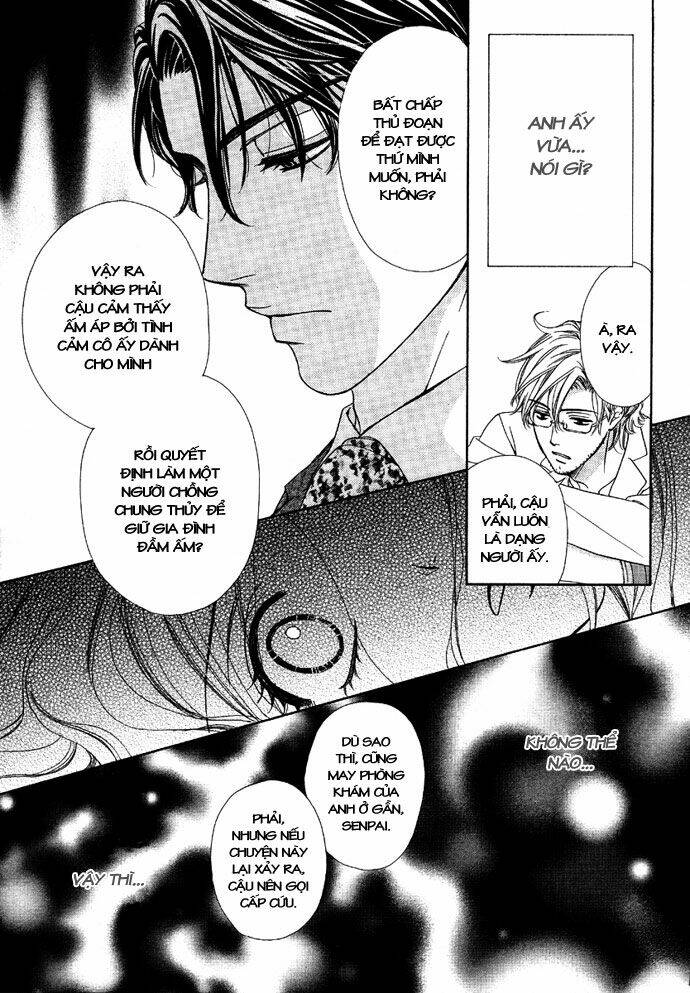 ANH ẤY
VỪA...
NÓI GÌ?
À, RA
VẬY.
PHẢI, CẬU
VẪN LUÔN
LÀ DẠNG
NGƯỜI ẤY.
BẤT CHẤP
THỦ ĐOẠN
ĐỂ ĐẠT ĐƯỢC
THỨ MÌNH
MUỐN, PHẢI
KHÔNG?
VẬY RA
KHÔNG PHẢI
CẬU CẢM THẤY
ẤM ÁP BỞI TÌNH
CẢM CÔ ẤY DÀNH
CHO MÌNH
RỒI QUYẾT
ĐỊNH LÀM MỘT
NGƯỜI CHỒNG
CHUNG THỦY ĐỂ
GIỮ GIA ĐÌNH
ĐẦM ẤM?
KHÔNG THỂ
NÀO...
DÙ SAO
THÌ, CŨNG
MAY PHÒNG
KHÁM CỦA
ANH Ở GẦN,
SENPAI.
PHẢI,
NHƯNG NẾU
CHUYỆN NÀY
LẠI XẢY RA,
CẬU NÊN GỌI
CẤP CỨU.
VẬY THÌ...